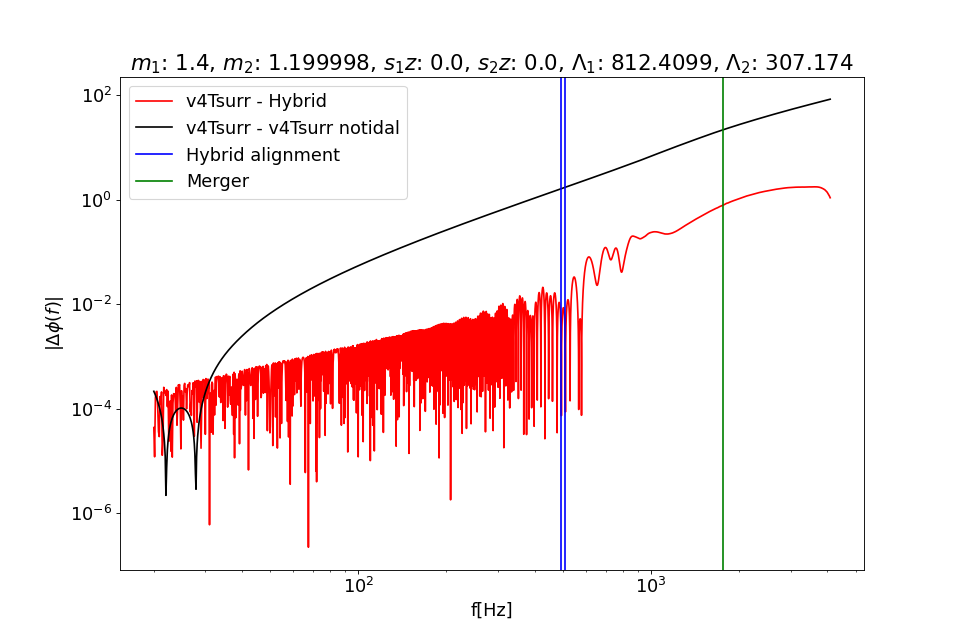 m₁: 1.4, m₂: 1.199998, s₁z: 0.0, s₂z: 0.0, Λ₁: 812.4099, Λ₂: 307.174
v4Tsurr - Hybrid
v4Tsurr - v4Tsurr notidal
Hybrid alignment
Merger
10²
10⁰
10⁻²
10⁻⁴
10⁻⁶
|Δϕ(f)|
10² 10³
f[Hz]